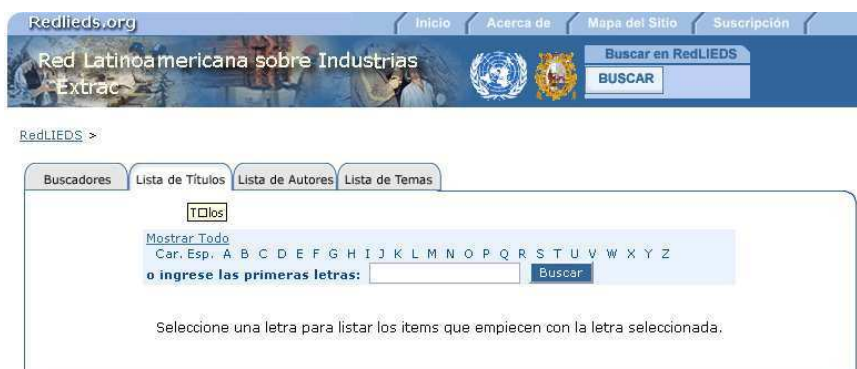 Redlieds.org
Inicio Acerca de Mapa del Sitio Suscripción
Red Latinoamericana sobre Industrias
Extrac
Buscar en RedLIEDS
BUSCAR
RedLIEDS >
Buscadores Lista de Títulos Lista de Autores Lista de Temas
T□los
Mostrar Todo
Car. Esp. A B C D E F G H I J K L M N O P Q R S T U V W X Y Z
o ingrese las primeras letras: Buscar
Seleccione una letra para listar los items que empiecen con la letra seleccionada.